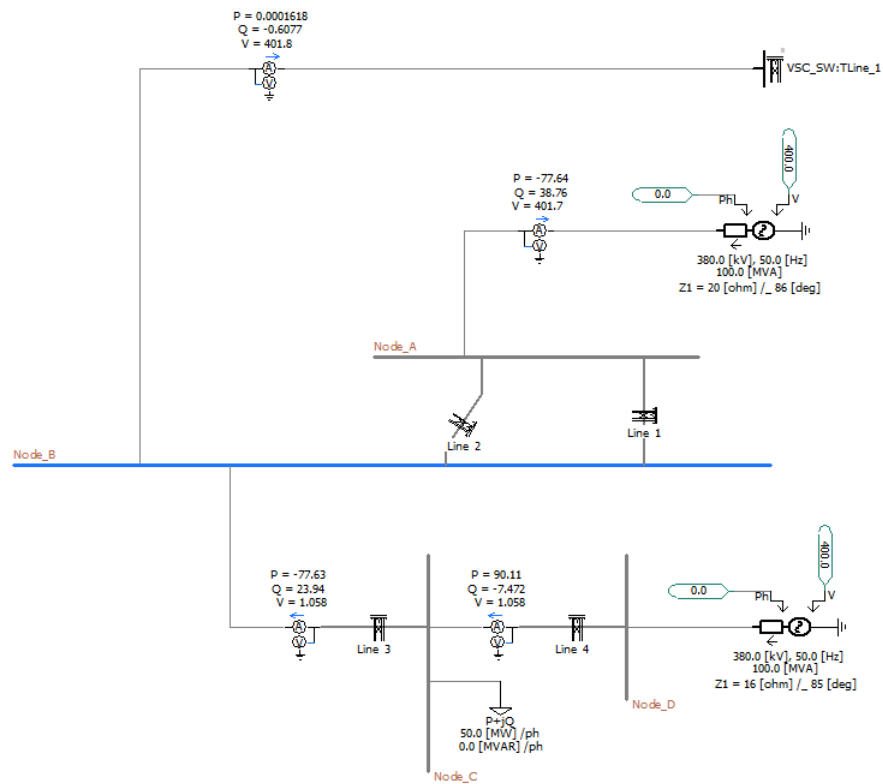 P = 0.0001618
Q = -0.6077
V = 401.8
A
V
VSC_SW:TLine_1
P = -77.64
Q = 38.76
V = 401.7
A
V
0.0
Ph
400.0
V
380.0 [kV], 50.0 [Hz]
100.0 [MVA]
Z1 = 20 [ohm] /_ 86 [deg]
Node_A
Line 2
Line 1
Node_B
P = -77.63
Q = 23.94
V = 1.058
A
V
Line 3
P = 90.11
Q = -7.472
V = 1.058
A
V
Line 4
0.0
Ph
400.0
V
380.0 [kV], 50.0 [Hz]
100.0 [MVA]
Z1 = 16 [ohm] /_ 85 [deg]
P+jQ
50.0 [MW] /ph
0.0 [MVAR] /ph
Node_D
Node_C